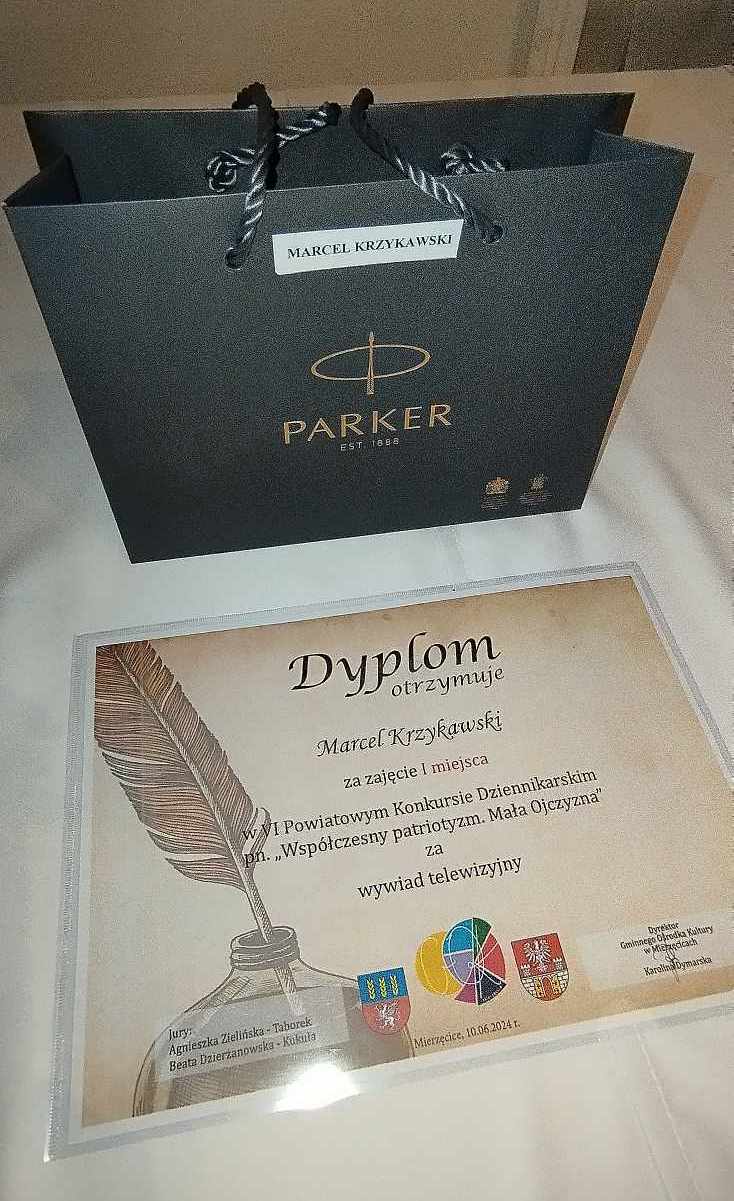 MARCEL KRZYKAWSKI
PARKER
EST. 1888
Dyplom
otrzymuje
Marcel Krzykawski
za zajęcie I miejsca
w VI Powiatowym Konkursie Dziennikarskim
pn. „Współczesny patriotyzm. Mała Ojczyzna”
za
wywiad telewizyjny
Dyrektor
Gminnego Ośrodka Kultury
w Mierzęcicach
Karolina Dymarska
Jury:
Agnieszka Zielińska - Taborek
Beata Dzierżanowska - Kukuła
Mierzęcice, 10.06.2024 r.